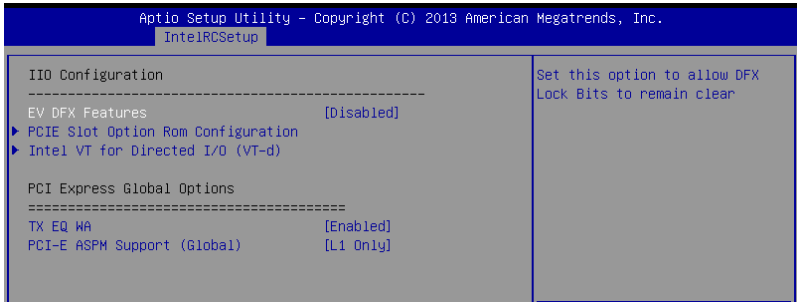 Aptio Setup Utility – Copyright (C) 2013 American Megatrends, Inc.
IntelRCSetup
IIO Configuration
--------------------------------------------------
EV DFX Features [Disabled]
PCIE Slot Option Rom Configuration
Intel VT for Directed I/O (VT-d)
PCI Express Global Options
========================================
TX EQ WA [Enabled]
PCI-E ASPM Support (Global) [L1 Only]
Set this option to allow DFX
Lock Bits to remain clear